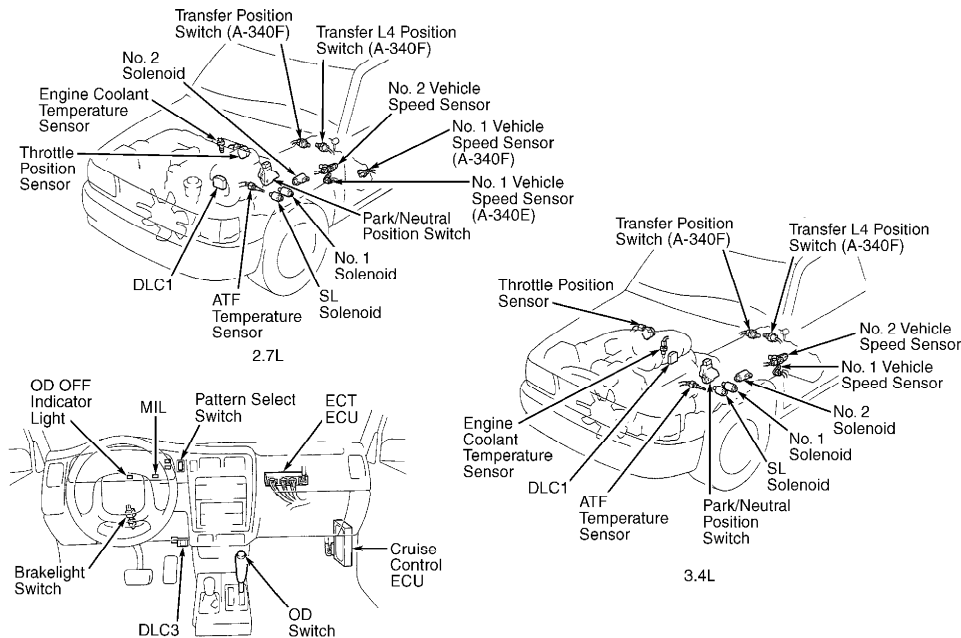 Transfer Position
Switch (A-340F)
Transfer L4 Position
Switch (A-340F)
No. 2
Solenoid
Engine Coolant
Temperature
Sensor
Throttle
Position
Sensor
No. 2 Vehicle
Speed Sensor
No. 1 Vehicle
Speed Sensor
(A-340F)
No. 1 Vehicle
Speed Sensor
(A-340E)
Park/Neutral
Position Switch
No. 1
Solenoid
SL
Solenoid
DLC1
ATF
Temperature
Sensor
2.7L
Transfer Position
Switch (A-340F)
Transfer L4 Position
Switch (A-340F)
Throttle Position
Sensor
No. 2 Vehicle
Speed Sensor
No. 1 Vehicle
Speed Sensor
No. 2
Solenoid
No. 1
Solenoid
SL
Solenoid
Engine
Coolant
Temperature
Sensor
DLC1
ATF
Temperature
Sensor
Park/Neutral
Position
Switch
3.4L
OD OFF
Indicator
Light
MIL
Pattern Select
Switch
ECT
ECU
Brakelight
Switch
DLC3
OD
Switch
Cruise
Control
ECU